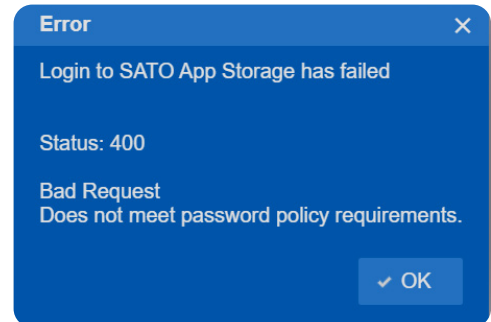 Error
Login to SATO App Storage has failed
Status: 400
Bad Request
Does not meet password policy requirements.
OK